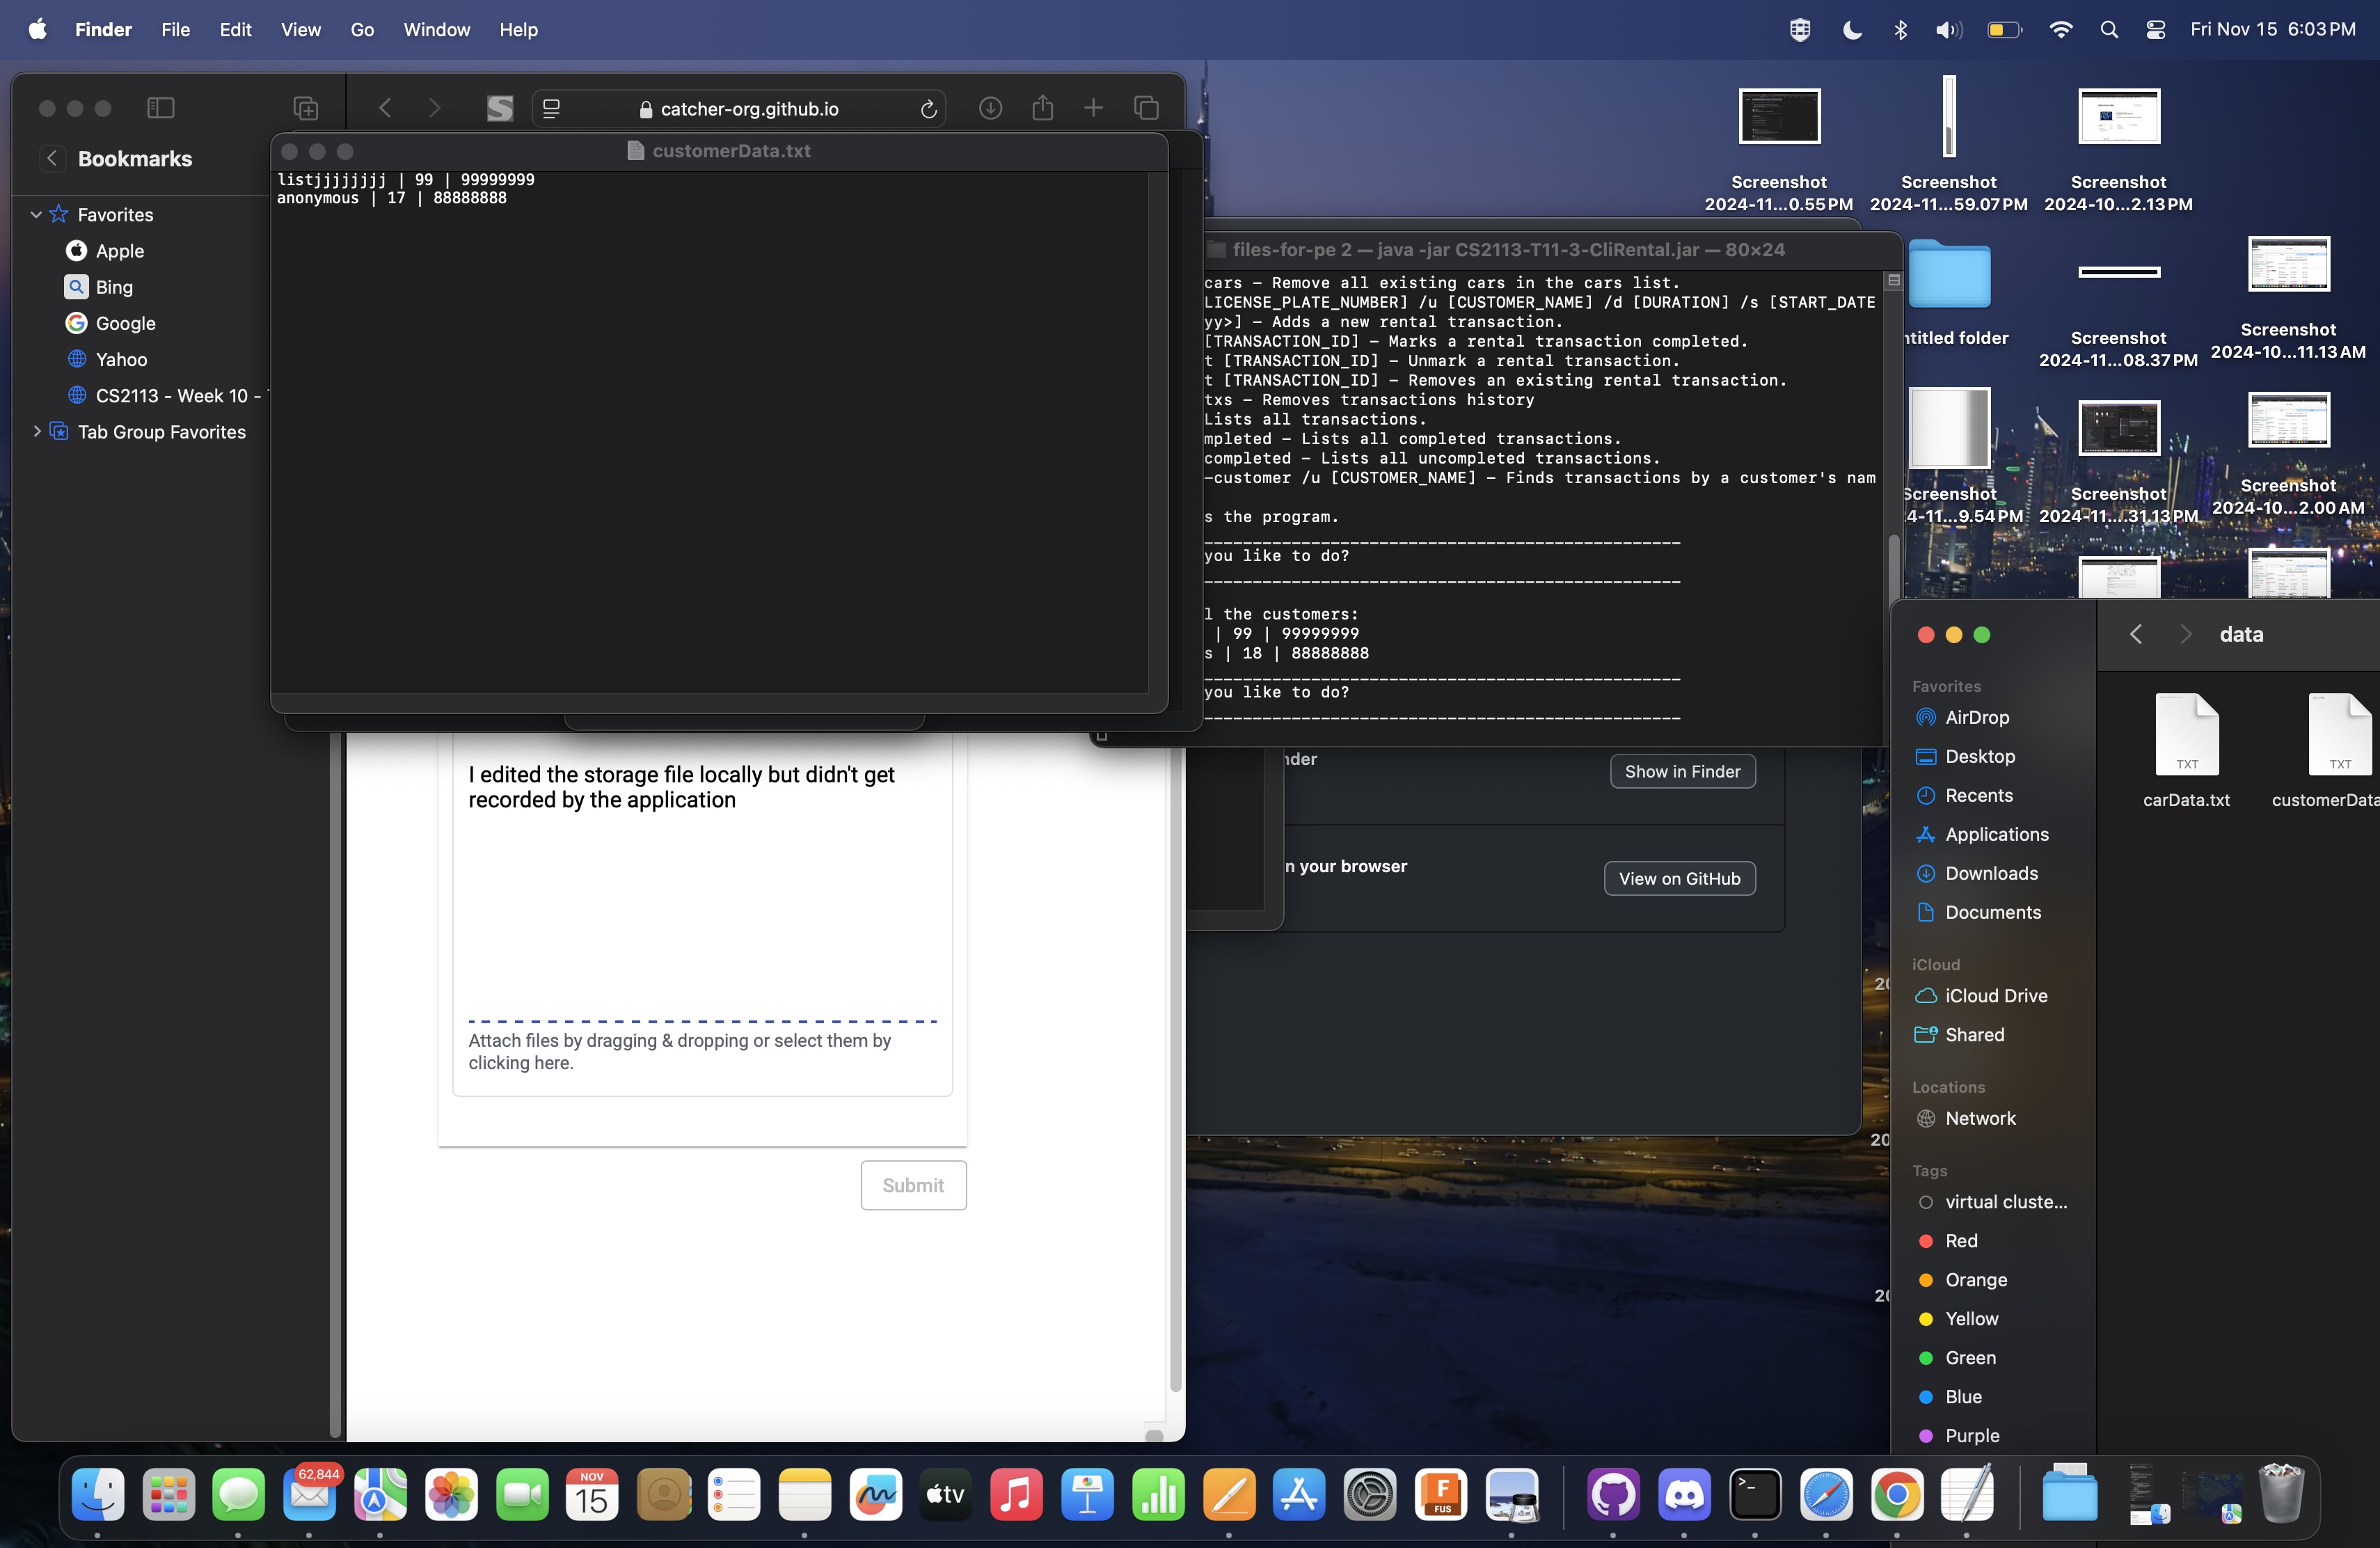 Finder File Edit View Go Window Help
Fri Nov 15 6:03 PM
catcher-org.github.io
Bookmarks
Favorites
Apple
Bing
Google
Yahoo
CS2113 - Week 10 -
Tab Group Favorites
customerData.txt
listjjjjjjjj | 99 | 99999999
anonymous | 17 | 88888888
files-for-pe 2 — java -jar CS2113-T11-3-CliRental.jar — 80×24
cars – Remove all existing cars in the cars list.
LICENSE_PLATE_NUMBER] /u [CUSTOMER_NAME] /d [DURATION] /s [START_DATE
yy>] – Adds a new rental transaction.
[TRANSACTION_ID] – Marks a rental transaction completed.
t [TRANSACTION_ID] – Unmark a rental transaction.
t [TRANSACTION_ID] – Removes an existing rental transaction.
txs – Removes transactions history
Lists all transactions.
mpleted – Lists all completed transactions.
completed – Lists all uncompleted transactions.
-customer /u [CUSTOMER_NAME] – Finds transactions by a customer's nam
s the program.
you like to do?
l the customers:
| 99 | 99999999
s | 18 | 88888888
you like to do?
I edited the storage file locally but didn't get
recorded by the application
Attach files by dragging & dropping or select them by
clicking here.
Submit
nder
Show in Finder
n your browser
View on GitHub
Screenshot
2024-11...0.55 PM
Screenshot
2024-11...59.07 PM
Screenshot
2024-10...2.13 PM
ntitled folder
Screenshot
2024-11...08.37 PM
Screenshot
2024-10...11.13 AM
Screenshot
4-11...9.54 PM
Screenshot
2024-11....31.13 PM
Screenshot
2024-10...2.00 AM
20
20
20
data
Favorites
AirDrop
Desktop
Recents
Applications
Downloads
Documents
iCloud
iCloud Drive
Shared
Locations
Network
Tags
virtual cluste...
Red
Orange
Yellow
Green
Blue
Purple
TXT
carData.txt
TXT
customerData
62,844
NOV
15
tv
F
FUS
>_